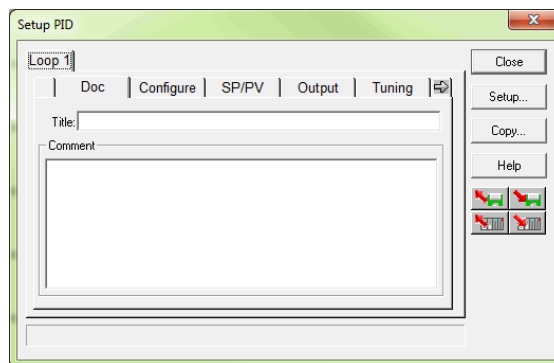 Setup PID
Loop 1
Doc Configure SP/PV Output Tuning
Title:
Comment
Close
Setup...
Copy...
Help